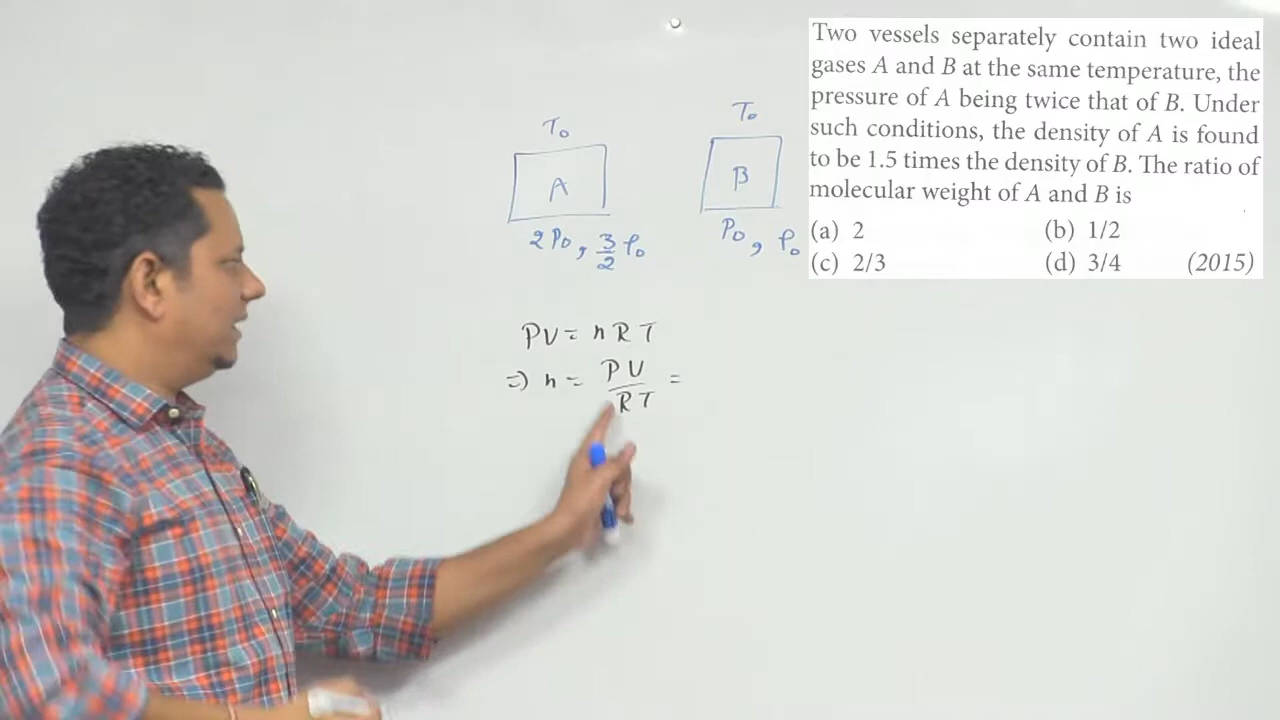 Two vessels separately contain two ideal
gases A and B at the same temperature, the
pressure of A being twice that of B. Under
such conditions, the density of A is found
to be 1.5 times the density of B. The ratio of
molecular weight of A and B is
(a) 2 (b) 1/2
(c) 2/3 (d) 3/4 (2015)
T₀ T₀
A B
2P₀, 3/2 ρ₀ P₀, ρ₀
PV = nRT
⇒ n = PV/RT =